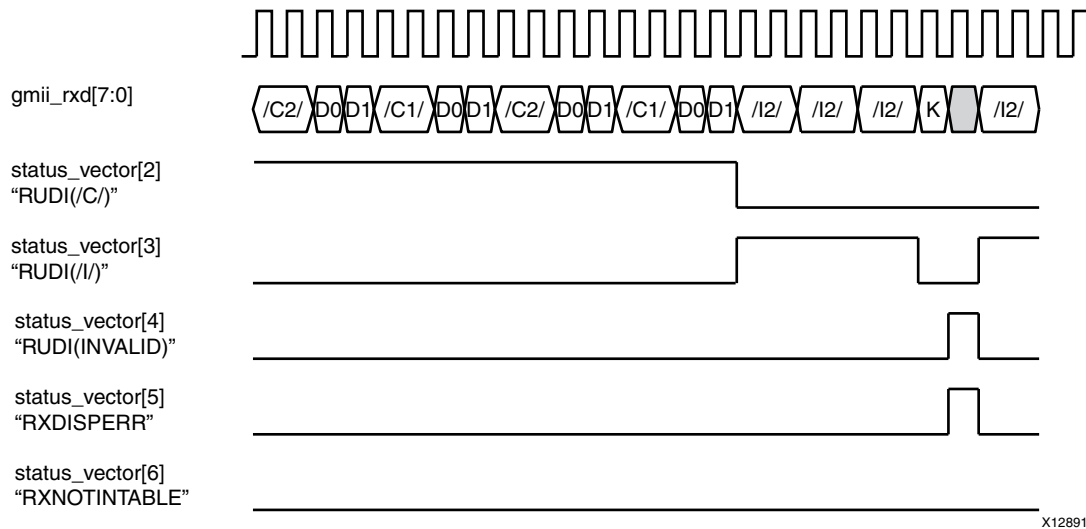 gmii_rxd[7:0]
/C2/ D0 D1 /C1/ D0 D1 /C2/ D0 D1 /C1/ D0 D1 /I2/ /I2/ /I2/ K /I2/
status_vector[2]
“RUDI(/C/)”
status_vector[3]
“RUDI(/I/)”
status_vector[4]
“RUDI(INVALID)”
status_vector[5]
“RXDISPERR”
status_vector[6]
“RXNOTINTABLE”
X12891